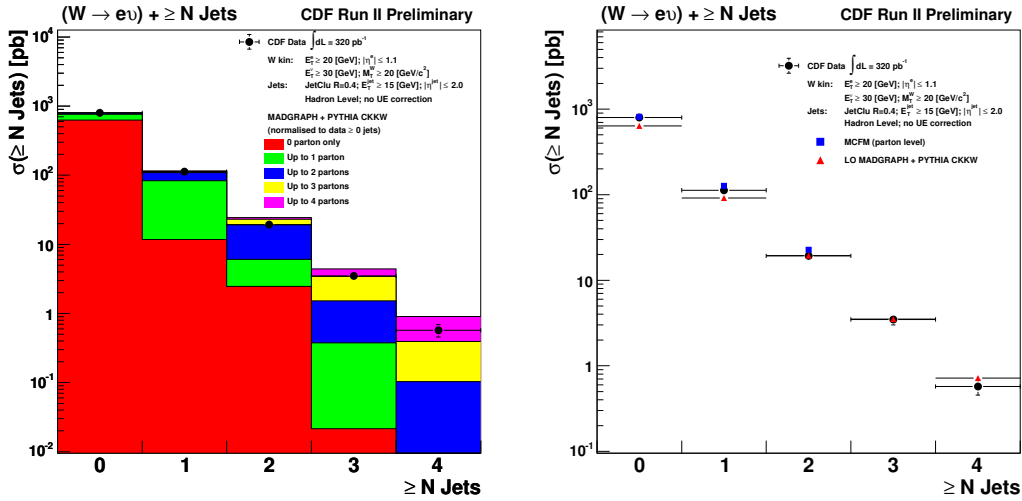 (W → eυ) + ≥ N Jets
CDF Run II Preliminary
σ(≥ N Jets) [pb]
10⁴
10³
10²
10
1
10⁻¹
10⁻²
CDF Data ∫dL = 320 pb⁻¹
W kin: E_T^e ≥ 20 [GeV]; |η^e| ≤ 1.1
E_T^υ ≥ 30 [GeV]; M_T^W ≥ 20 [GeV/c²]
Jets: JetClu R=0.4; E_T^jet ≥ 15 [GeV]; |η^jet| ≤ 2.0
Hadron Level; no UE correction
MADGRAPH + PYTHIA CKKW
(normalised to data ≥ 0 jets)
0 parton only
Up to 1 parton
Up to 2 partons
Up to 3 partons
Up to 4 partons
0 1 2 3 4
≥ N Jets
(W → eυ) + ≥ N Jets
CDF Run II Preliminary
σ(≥ N Jets) [pb]
10³
10²
10
1
10⁻¹
CDF Data ∫dL = 320 pb⁻¹
W kin: E_T^e ≥ 20 [GeV]; |η^e| ≤ 1.1
E_T^υ ≥ 30 [GeV]; M_T^W ≥ 20 [GeV/c²]
Jets: JetClu R=0.4; E_T^jet ≥ 15 [GeV]; |η^jet| ≤ 2.0
Hadron Level; no UE correction
MCFM (parton level)
LO MADGRAPH + PYTHIA CKKW
0 1 2 3 4
≥ N Jets